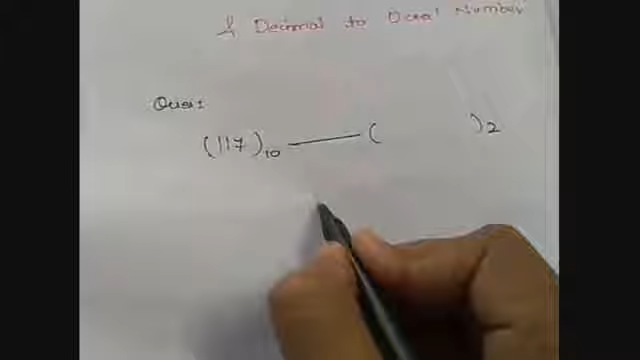 & Decimal to Octal Number
Ques:
(117)10 — ( )2